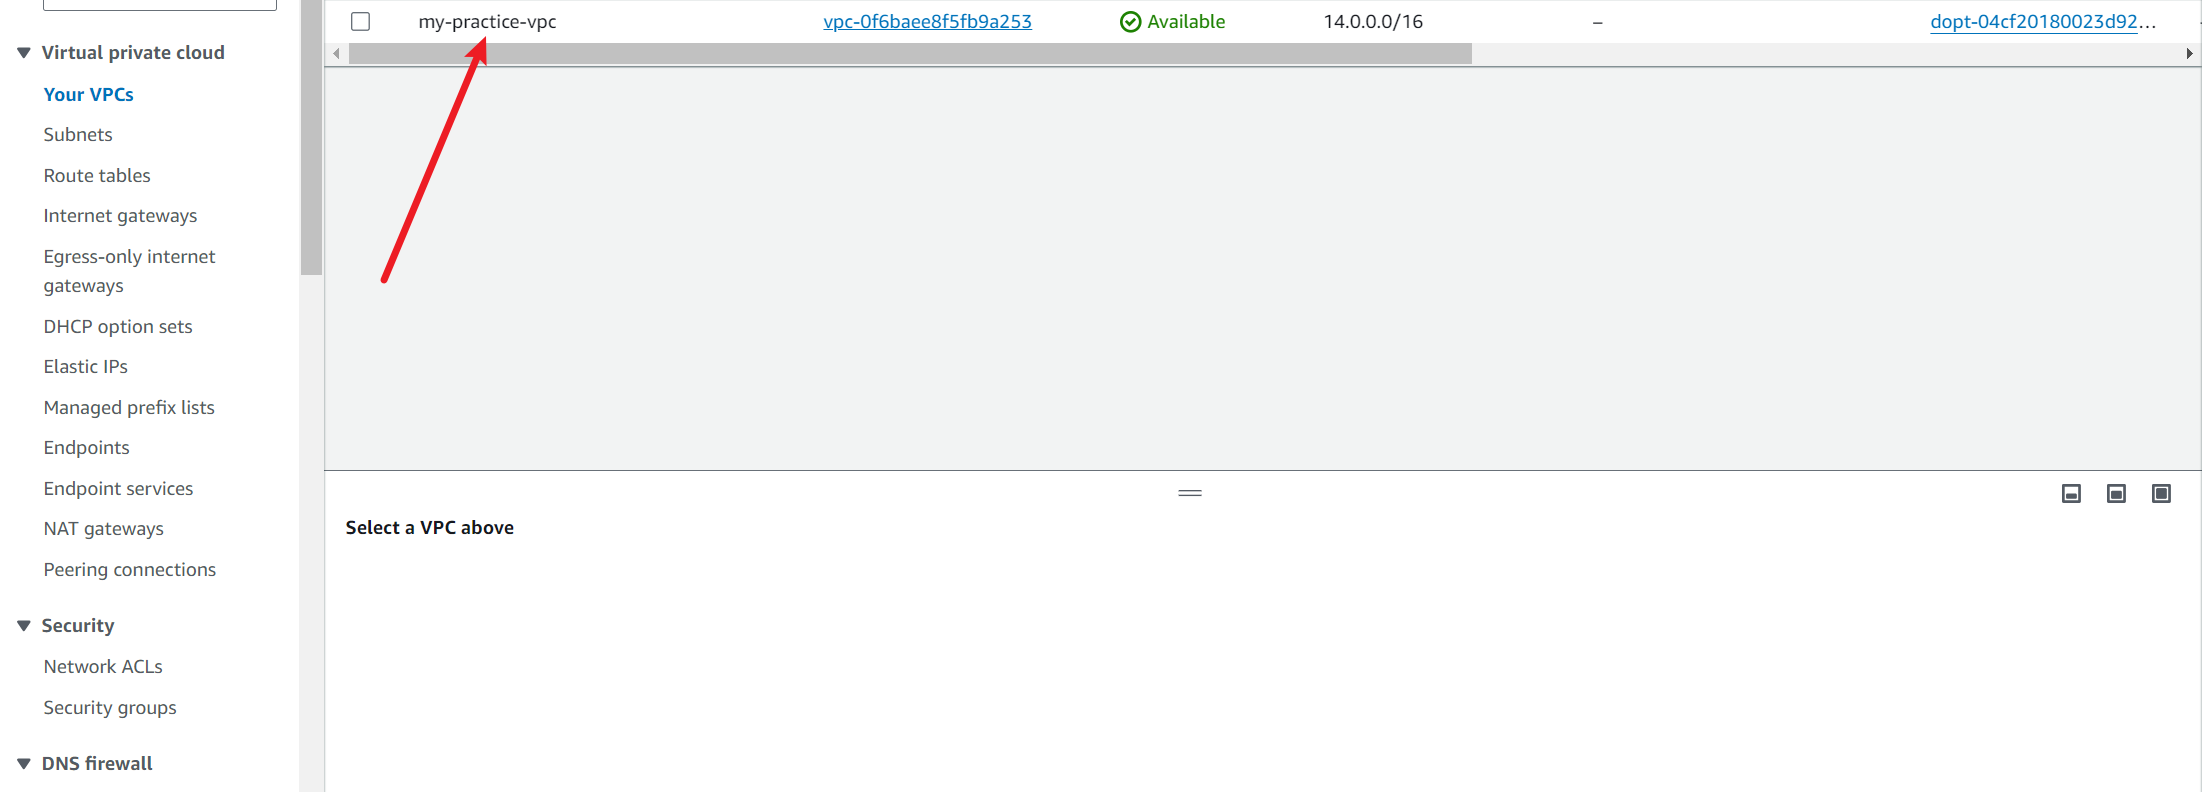 my-practice-vpc vpc-0f6baee8f5fb9a253 Available 14.0.0.0/16 – dopt-04cf20180023d92...
Virtual private cloud
Your VPCs
Subnets
Route tables
Internet gateways
Egress-only internet
gateways
DHCP option sets
Elastic IPs
Managed prefix lists
Endpoints
Endpoint services
NAT gateways
Peering connections
Security
Network ACLs
Security groups
DNS firewall
Select a VPC above